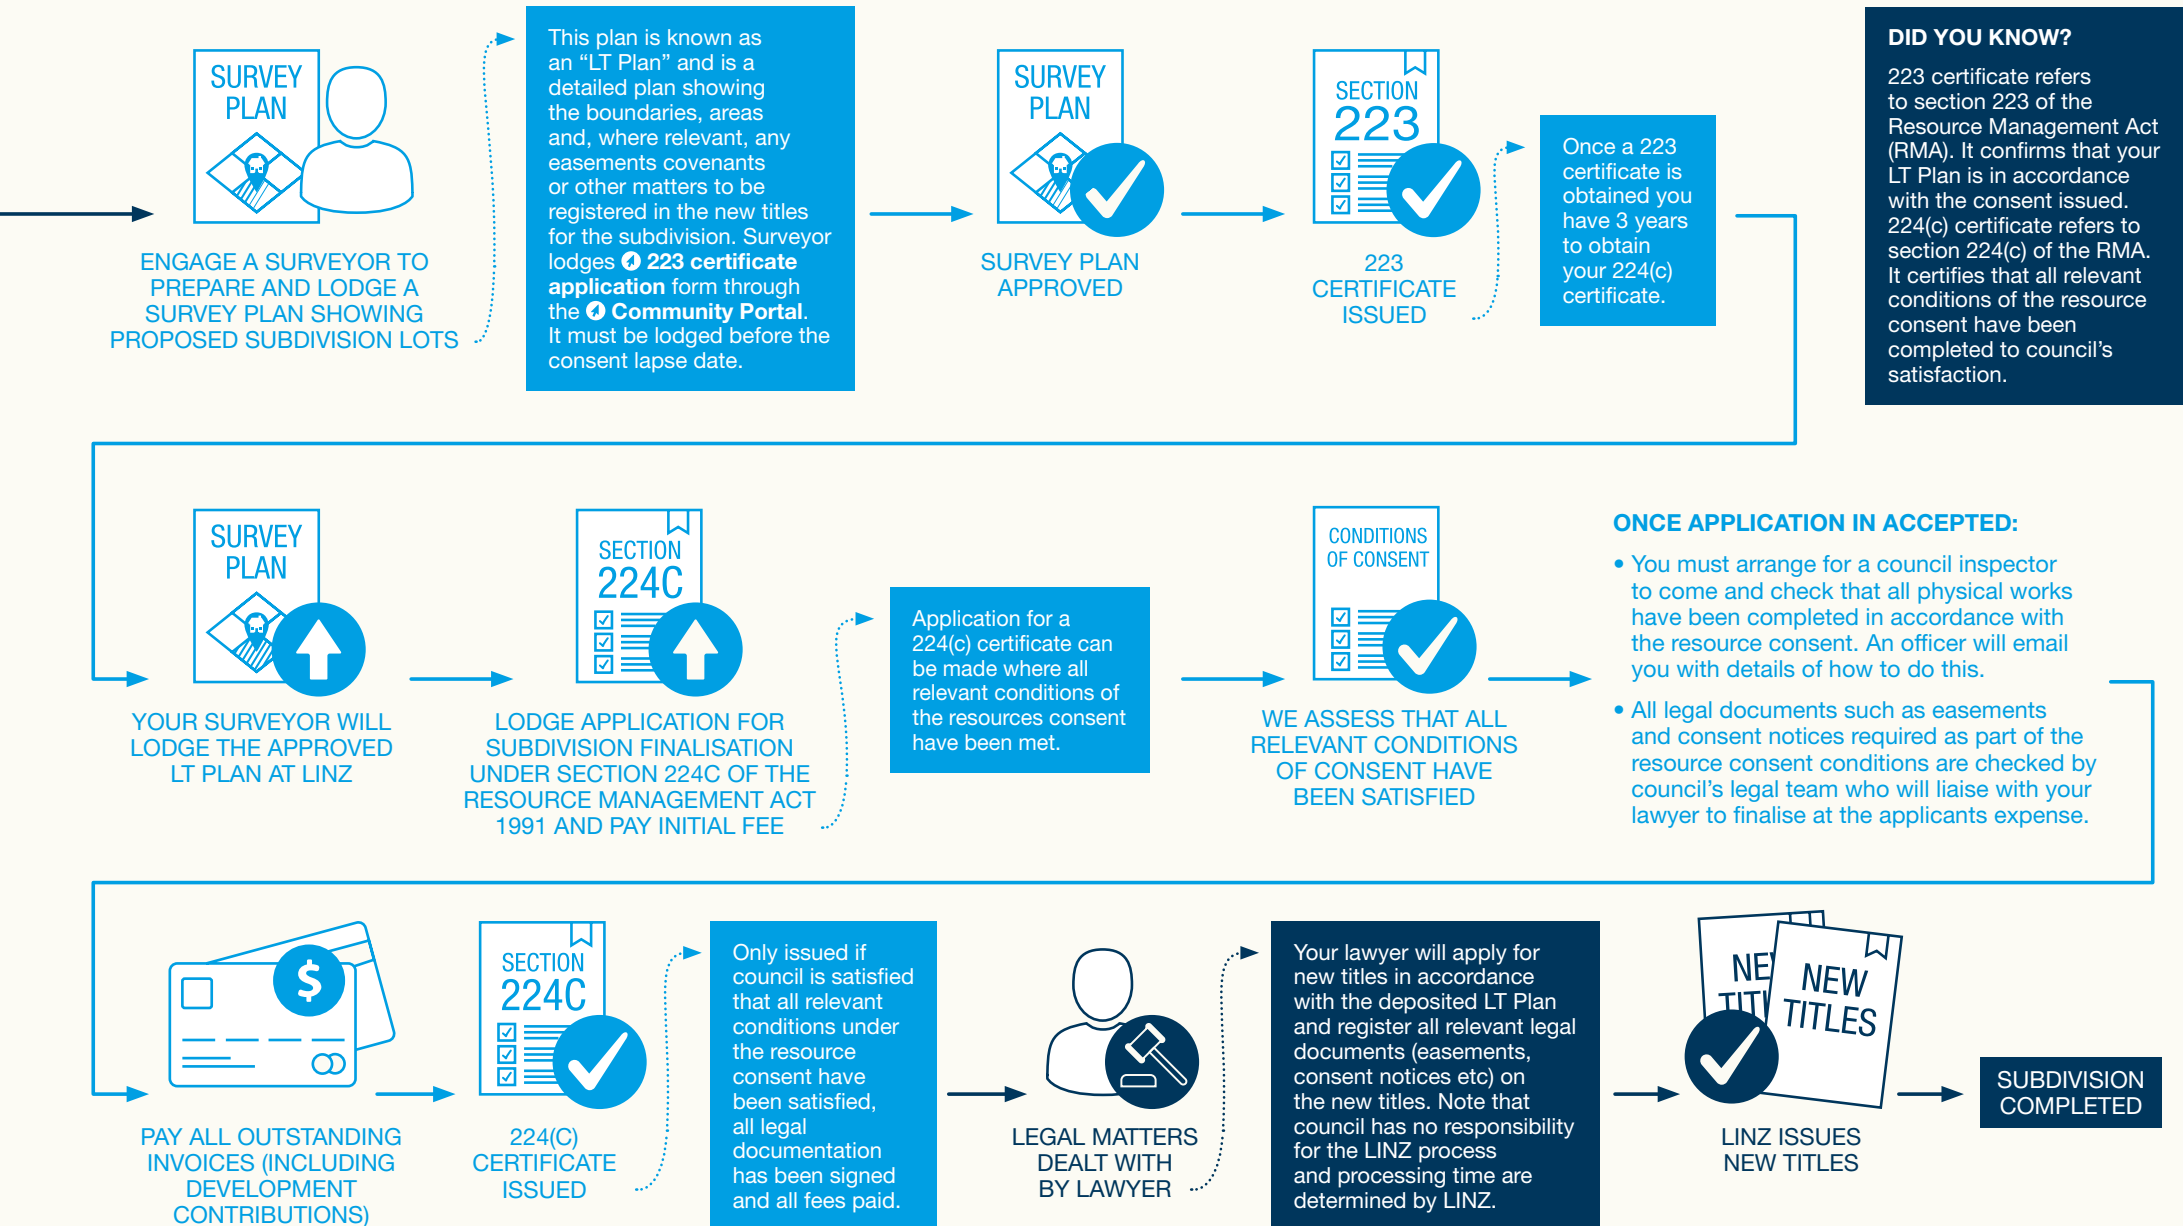 SURVEY
PLAN
ENGAGE A SURVEYOR TO
PREPARE AND LODGE A
SURVEY PLAN SHOWING
PROPOSED SUBDIVISION LOTS
This plan is known as
an “LT Plan” and is a
detailed plan showing
the boundaries, areas
and, where relevant, any
easements covenants
or other matters to be
registered in the new titles
for the subdivision. Surveyor
lodges 223 certificate
application form through
the Community Portal.
It must be lodged before the
consent lapse date.
SURVEY
PLAN
SURVEY PLAN
APPROVED
SECTION
223
223
CERTIFICATE
ISSUED
Once a 223
certificate is
obtained you
have 3 years
to obtain
your 224(c)
certificate.
DID YOU KNOW?
223 certificate refers
to section 223 of the
Resource Management Act
(RMA). It confirms that your
LT Plan is in accordance
with the consent issued.
224(c) certificate refers to
section 224(c) of the RMA.
It certifies that all relevant
conditions of the resource
consent have been
completed to council’s
satisfaction.
SURVEY
PLAN
YOUR SURVEYOR WILL
LODGE THE APPROVED
LT PLAN AT LINZ
SECTION
224C
LODGE APPLICATION FOR
SUBDIVISION FINALISATION
UNDER SECTION 224C OF THE
RESOURCE MANAGEMENT ACT
1991 AND PAY INITIAL FEE
Application for a
224(c) certificate can
be made where all
relevant conditions of
the resources consent
have been met.
CONDITIONS
OF CONSENT
WE ASSESS THAT ALL
RELEVANT CONDITIONS
OF CONSENT HAVE
BEEN SATISFIED
ONCE APPLICATION IN ACCEPTED:
• You must arrange for a council inspector
to come and check that all physical works
have been completed in accordance with
the resource consent. An officer will email
you with details of how to do this.
• All legal documents such as easements
and consent notices required as part of the
resource consent conditions are checked by
council’s legal team who will liaise with your
lawyer to finalise at the applicants expense.
$
PAY ALL OUTSTANDING
INVOICES (INCLUDING
DEVELOPMENT
CONTRIBUTIONS)
SECTION
224C
224(C)
CERTIFICATE
ISSUED
Only issued if
council is satisfied
that all relevant
conditions under
the resource
consent have
been satisfied,
all legal
documentation
has been signed
and all fees paid.
LEGAL MATTERS
DEALT WITH
BY LAWYER
Your lawyer will apply for
new titles in accordance
with the deposited LT Plan
and register all relevant legal
documents (easements,
consent notices etc) on
the new titles. Note that
council has no responsibility
for the LINZ process
and processing time are
determined by LINZ.
NEW
TITLES
LINZ ISSUES
NEW TITLES
SUBDIVISION
COMPLETED